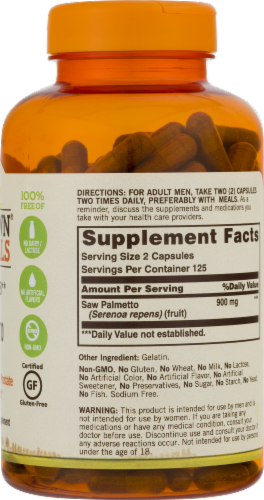 100%
FREE OF
NO DAIRY/
LACTOSE
NO ARTIFICIAL
FLAVORS
NON-GMO
Certified
GF
Gluten-Free
DIRECTIONS: FOR ADULT MEN, TAKE TWO (2) CAPSULES
TWO TIMES DAILY, PREFERABLY WITH MEALS. As a
reminder, discuss the supplements and medications you
take with your health care providers.
Supplement Facts
Serving Size 2 Capsules
Servings Per Container 125
Amount Per Serving %Daily Value
Saw Palmetto 900 mg ***
(Serenoa repens) (fruit)
***Daily Value not established.
Other Ingredient: Gelatin.
Non-GMO, No Gluten, No Wheat, No Milk, No Lactose,
No Artificial Color, No Artificial Flavor, No Artificial
Sweetener, No Preservatives, No Sugar, No Starch, No Yeast,
No Fish. Sodium Free.
WARNING: This product is intended for use by men and is
not intended for use by women. If you are taking any
medications or have any medical condition, consult your
doctor before use. Discontinue use and consult your doctor if
any adverse reactions occur. Not intended for use by persons
under the age of 18.